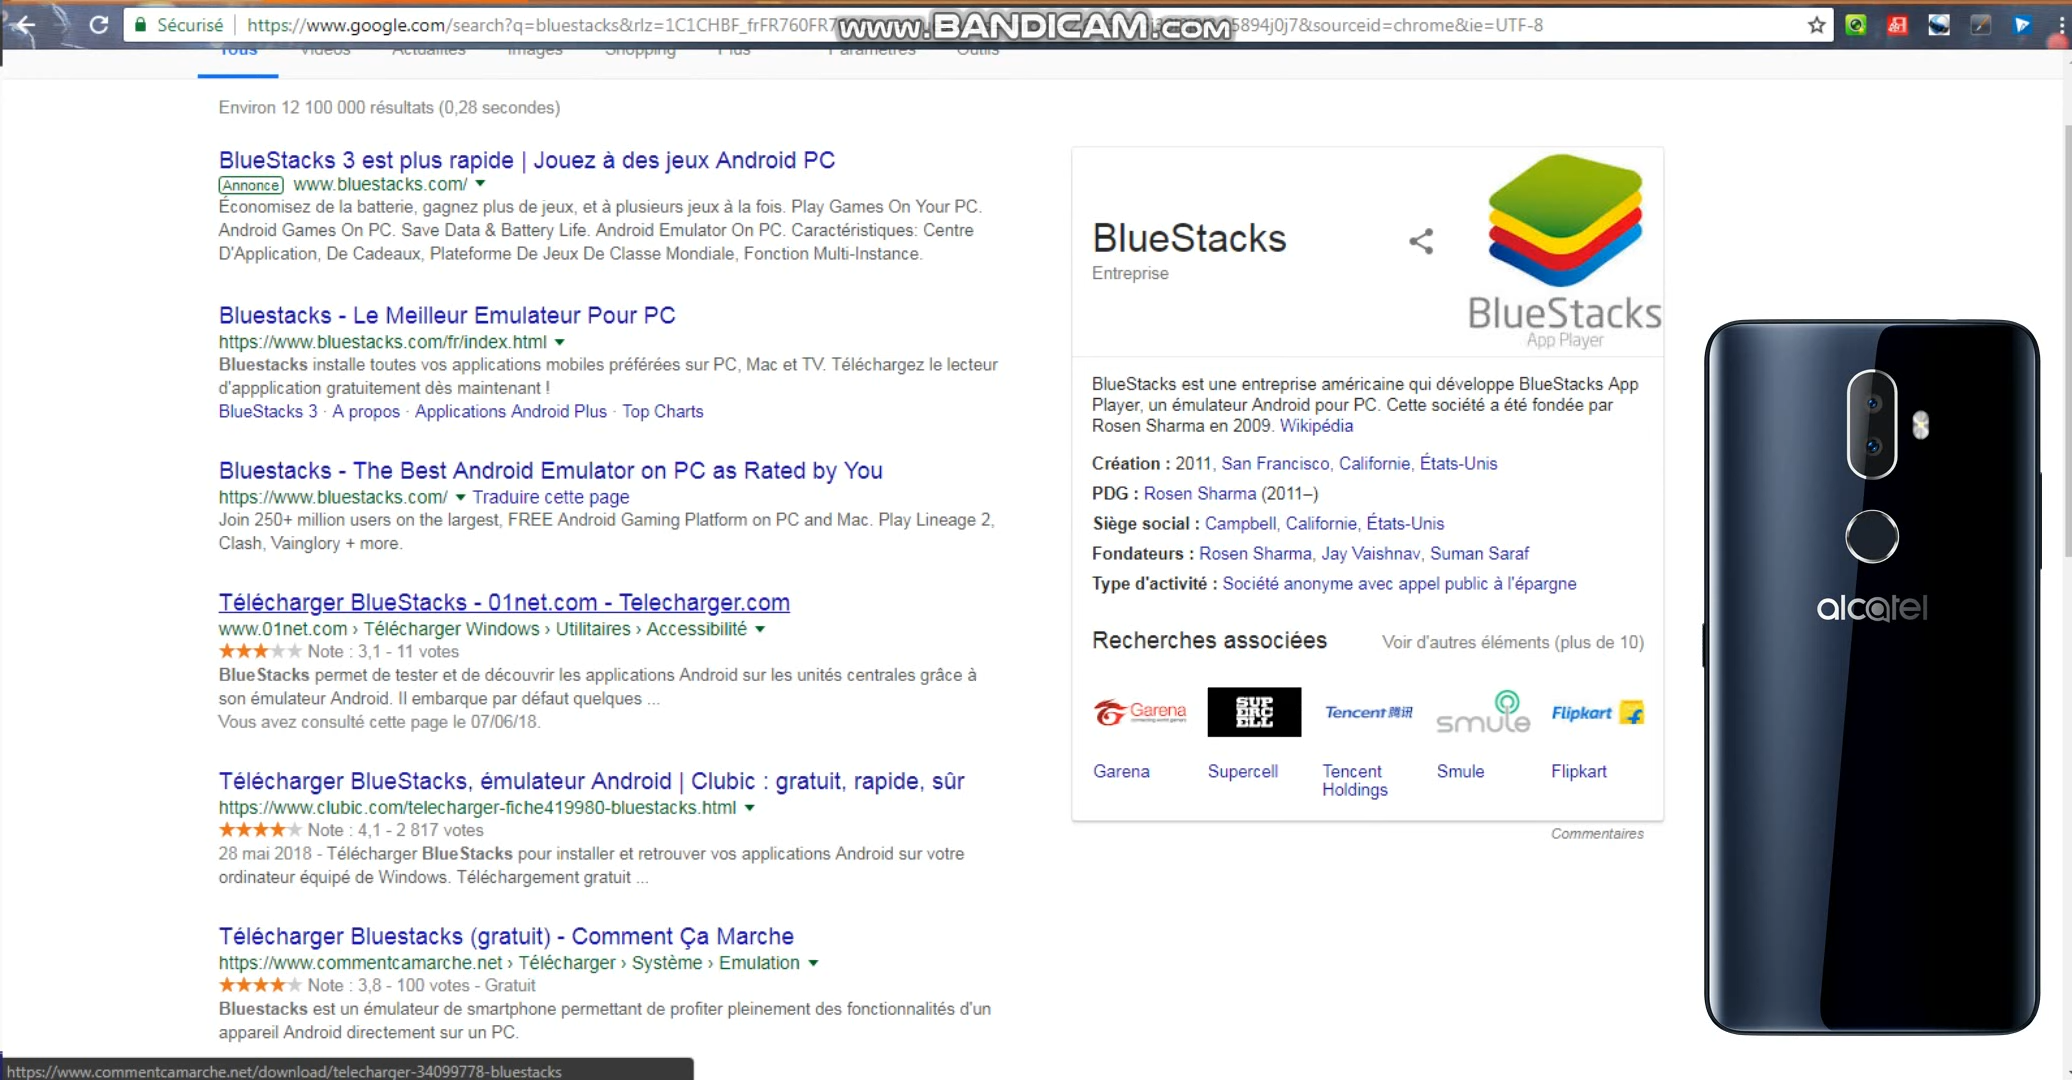 Sécurisé
https://www.google.com/search?q=bluestacks&rlz=1C1CHBF_frFR760FR7
www.BANDICAM.com
5894j0j7&sourceid=chrome&ie=UTF-8
Tous Vidéos Actualités Images Shopping Plus Paramètres Outils
Environ 12 100 000 résultats (0,28 secondes)
BlueStacks 3 est plus rapide | Jouez à des jeux Android PC
Annonce www.bluestacks.com/
Économisez de la batterie, gagnez plus de jeux, et à plusieurs jeux à la fois. Play Games On Your PC.
Android Games On PC. Save Data & Battery Life. Android Emulator On PC. Caractéristiques: Centre
D'Application, De Cadeaux, Plateforme De Jeux De Classe Mondiale, Fonction Multi-Instance.
Bluestacks - Le Meilleur Emulateur Pour PC
https://www.bluestacks.com/fr/index.html
Bluestacks installe toutes vos applications mobiles préférées sur PC, Mac et TV. Téléchargez le lecteur
d'appplication gratuitement dès maintenant !
BlueStacks 3 · A propos · Applications Android Plus · Top Charts
Bluestacks - The Best Android Emulator on PC as Rated by You
https://www.bluestacks.com/ Traduire cette page
Join 250+ million users on the largest, FREE Android Gaming Platform on PC and Mac. Play Lineage 2,
Clash, Vainglory + more.
Télécharger BlueStacks - 01net.com - Telecharger.com
www.01net.com › Télécharger Windows › Utilitaires › Accessibilité
Note : 3,1 - 11 votes
BlueStacks permet de tester et de découvrir les applications Android sur les unités centrales grâce à
son émulateur Android. Il embarque par défaut quelques ...
Vous avez consulté cette page le 07/06/18.
Télécharger BlueStacks, émulateur Android | Clubic : gratuit, rapide, sûr
https://www.clubic.com/telecharger-fiche419980-bluestacks.html
Note : 4,1 - 2 817 votes
28 mai 2018 - Télécharger BlueStacks pour installer et retrouver vos applications Android sur votre
ordinateur équipé de Windows. Téléchargement gratuit ...
Télécharger Bluestacks (gratuit) - Comment Ça Marche
https://www.commentcamarche.net › Télécharger › Système › Emulation
Note : 3,8 - 100 votes - Gratuit
Bluestacks est un émulateur de smartphone permettant de profiter pleinement des fonctionnalités d'un
appareil Android directement sur un PC.
https://www.commentcamarche.net/download/telecharger-34099778-bluestacks
BlueStacks
Entreprise
BlueStacks
App Player
BlueStacks est une entreprise américaine qui développe BlueStacks App
Player, un émulateur Android pour PC. Cette société a été fondée par
Rosen Sharma en 2009. Wikipédia
Création : 2011, San Francisco, Californie, États-Unis
PDG : Rosen Sharma (2011–)
Siège social : Campbell, Californie, États-Unis
Fondateurs : Rosen Sharma, Jay Vaishnav, Suman Saraf
Type d'activité : Société anonyme avec appel public à l'épargne
Recherches associées Voir d'autres éléments (plus de 10)
Garena
connecting world gamers
SUPERCELL
Tencent 腾讯
smule
Flipkart
Garena
Supercell
Tencent
Holdings
Smule
Flipkart
Commentaires
alcatel